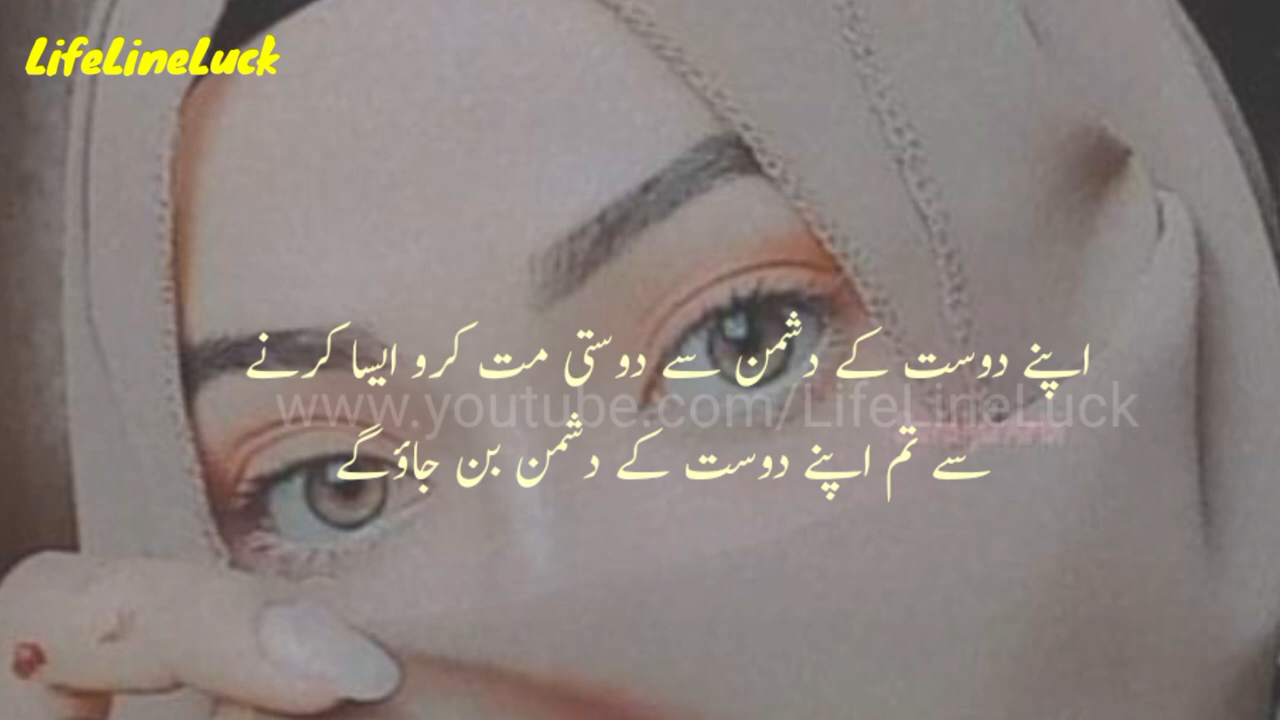 LifeLineLuck
اپنے دوست کے دشمن سے دوستی مت کرو ایسا کرنے
www.youtube.com/LifeLineLuck
سے تم اپنے دوست کے دشمن بن جاؤگے